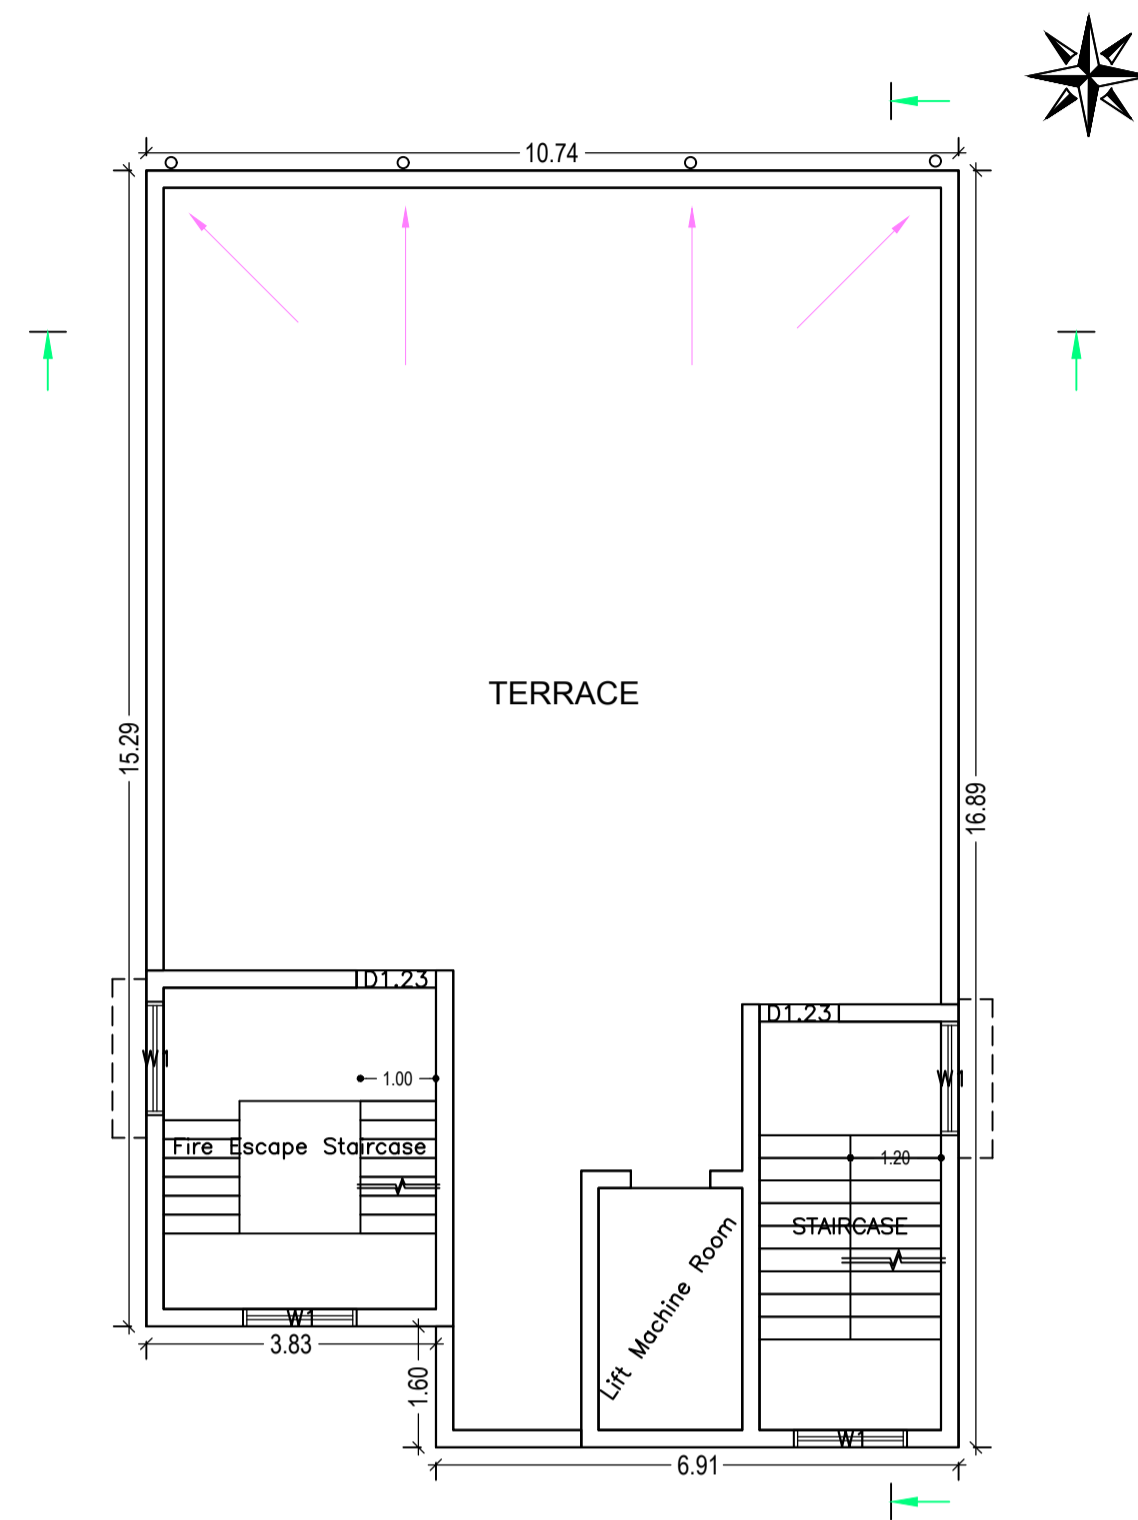 10.74
TERRACE
15.29
16.89
D1.23
D1.23
W1
1.00
W1
Fire Escape Staircase
1.20
STAIRCASE
Lift Machine Room
W1
3.83
1.60
W1
6.91